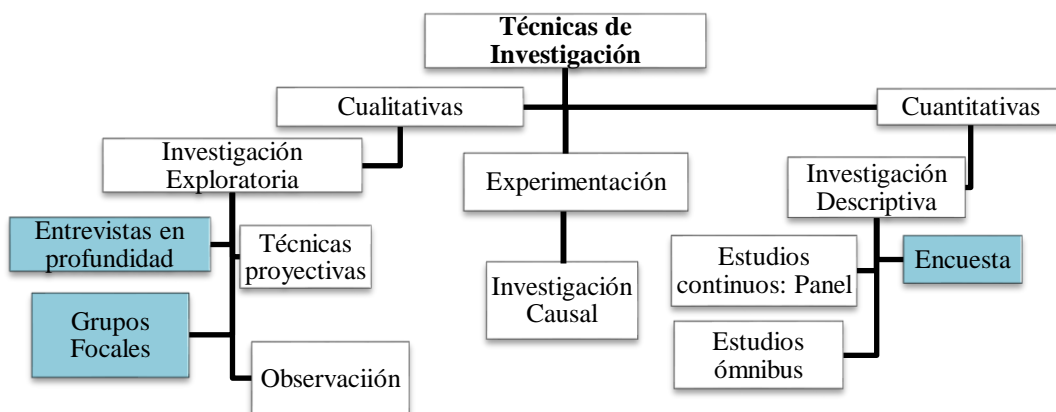 Técnicas de
Investigación
Cualitativas
Cuantitativas
Investigación
Exploratoria
Experimentación
Investigación
Descriptiva
Entrevistas en
profundidad
Técnicas
proyectivas
Estudios
continuos: Panel
Encuesta
Investigación
Causal
Grupos
Focales
Estudios
ómnibus
Observaciión